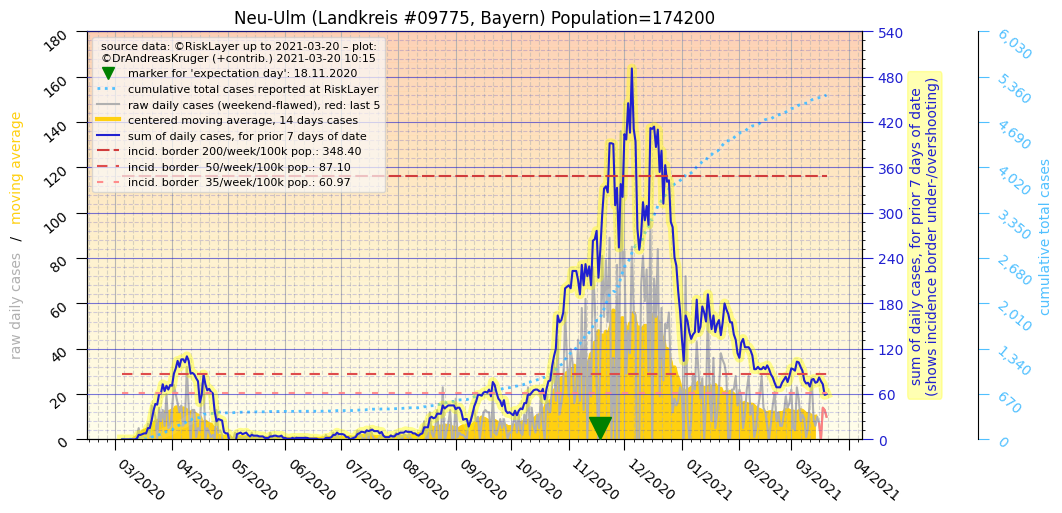 Neu-Ulm (Landkreis #09775, Bayern) Population=174200
source data: ©RiskLayer up to 2021-03-20 – plot:
©DrAndreasKruger (+contrib.) 2021-03-20 10:15
marker for 'expectation day': 18.11.2020
cumulative total cases reported at RiskLayer
raw daily cases (weekend-flawed), red: last 5
centered moving average, 14 days cases
sum of daily cases, for prior 7 days of date
incid. border 200/week/100k pop.: 348.40
incid. border  50/week/100k pop.: 87.10
incid. border  35/week/100k pop.: 60.97
raw daily cases / moving average
180
160
140
120
100
80
60
40
20
0
540
480
420
360
300
240
180
120
60
0
sum of daily cases, for prior 7 days of date
(shows incidence border under-/overshooting)
6,030
5,360
4,690
4,020
3,350
2,680
2,010
1,340
670
0
cumulative total cases
03/2020
04/2020
05/2020
06/2020
07/2020
08/2020
09/2020
10/2020
11/2020
12/2020
01/2021
02/2021
03/2021
04/2021